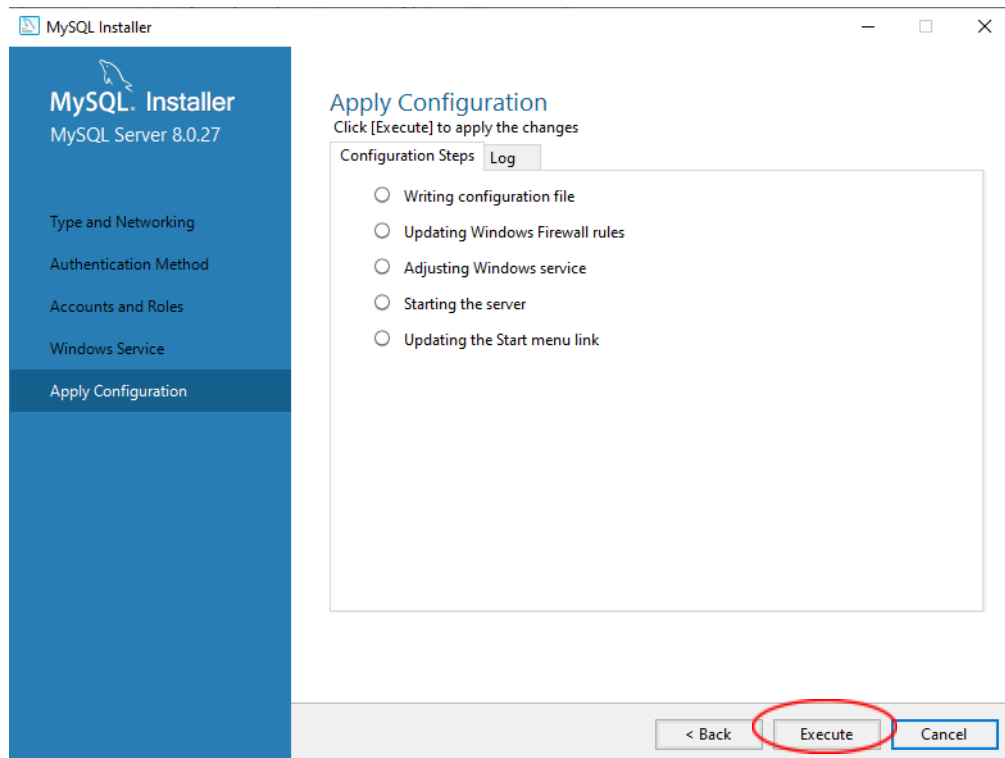 MySQL Installer
MySQL. Installer
MySQL Server 8.0.27
Type and Networking
Authentication Method
Accounts and Roles
Windows Service
Apply Configuration
Apply Configuration
Click [Execute] to apply the changes
Configuration Steps Log
Writing configuration file
Updating Windows Firewall rules
Adjusting Windows service
Starting the server
Updating the Start menu link
< Back Execute Cancel